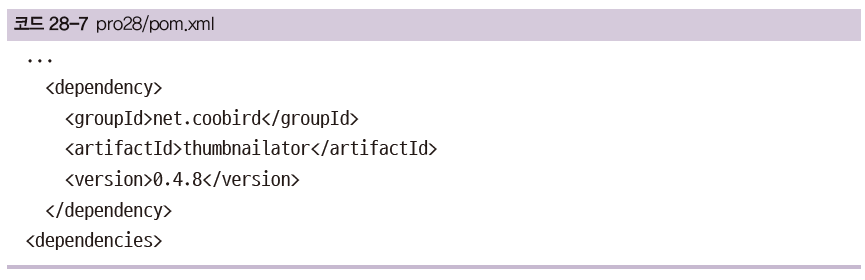 코드 28-7 pro28/pom.xml
...
<dependency>
<groupId>net.coobird</groupId>
<artifactId>thumbnailator</artifactId>
<version>0.4.8</version>
</dependency>
<dependencies>